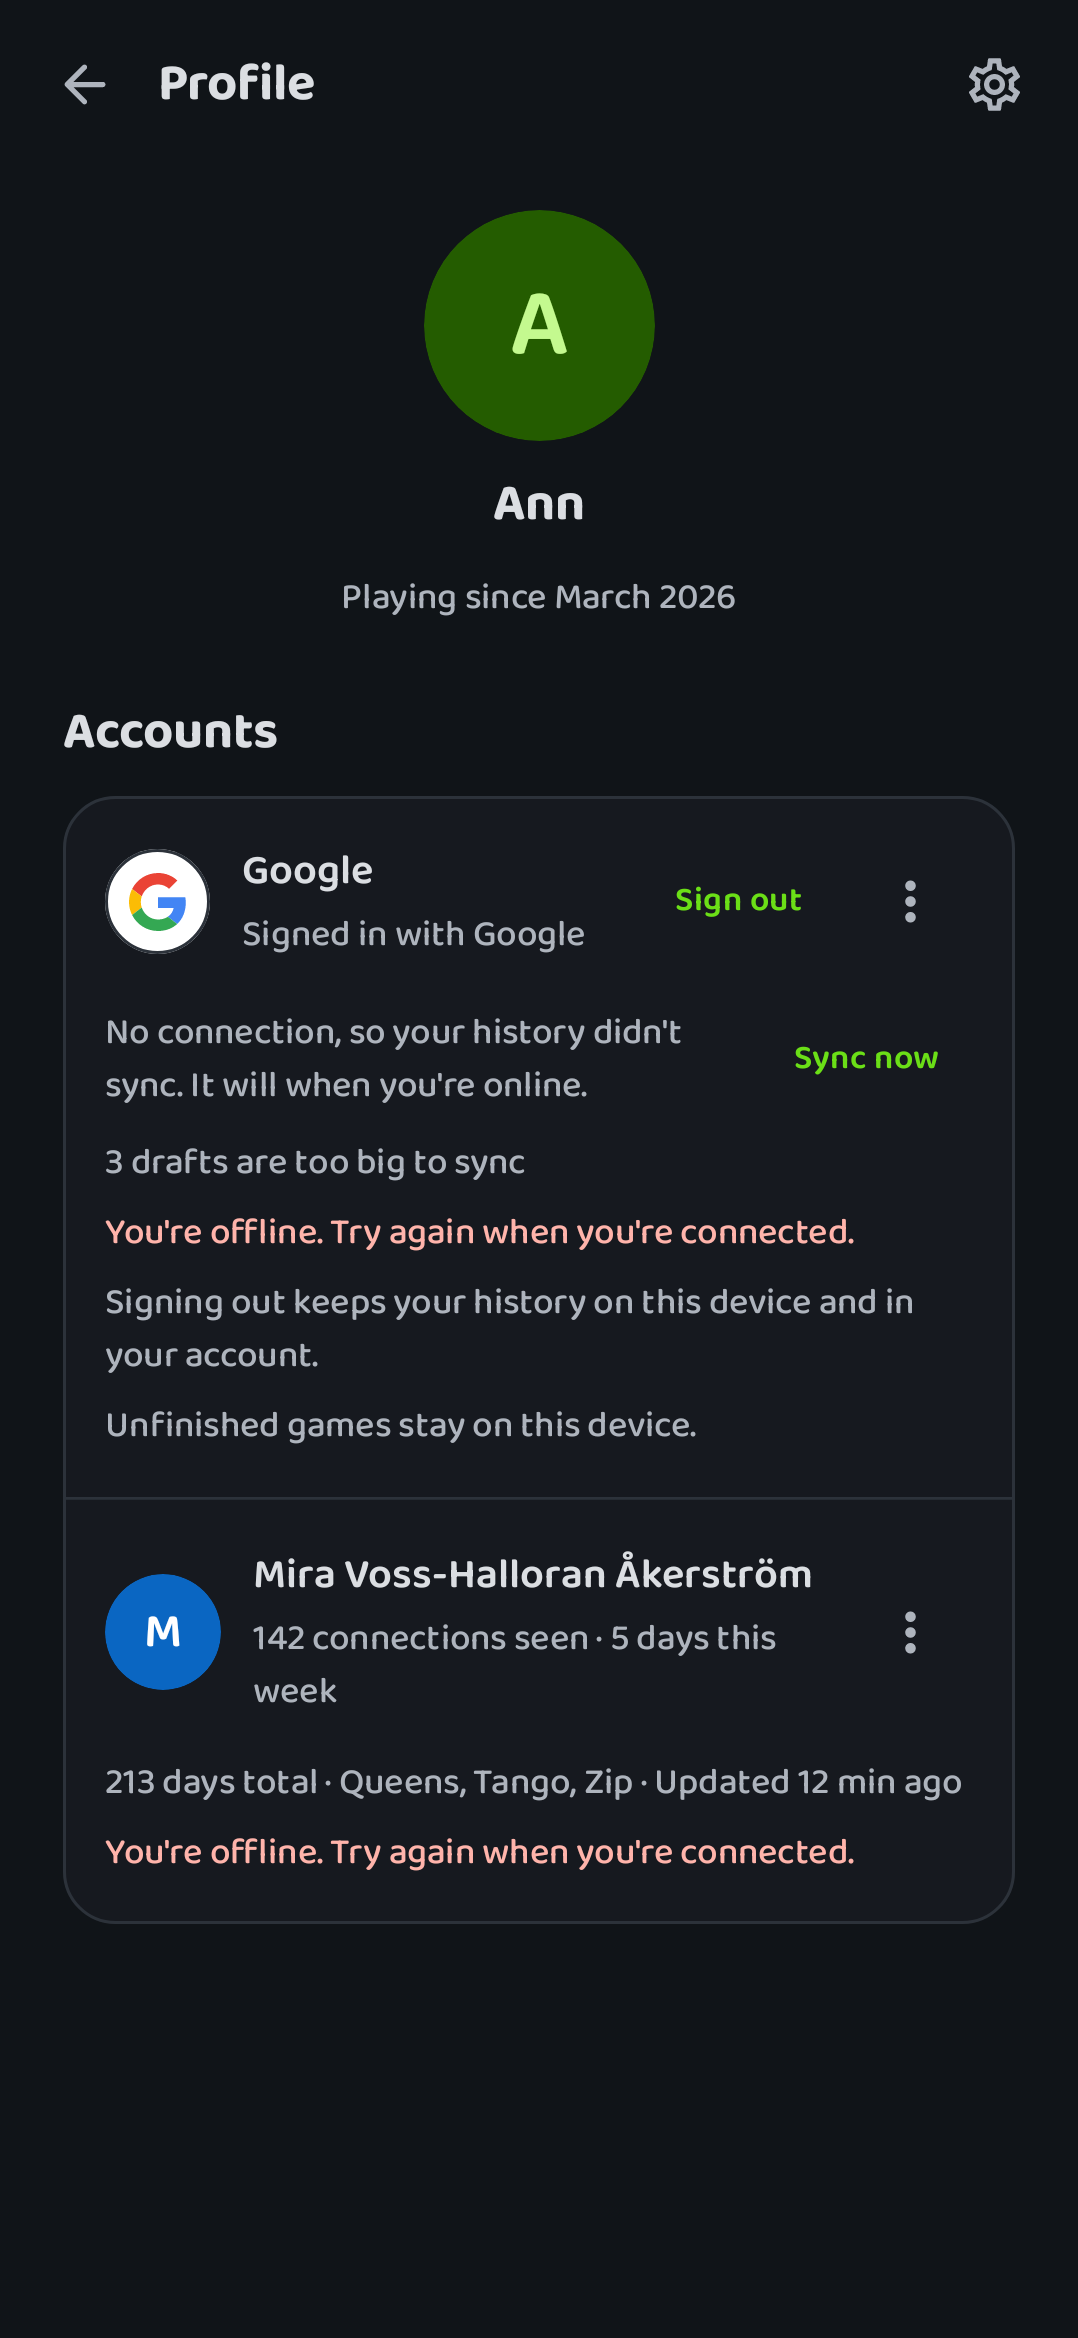 Profile
A
Ann
Playing since March 2026
Accounts
Google
Signed in with Google
Sign out
No connection, so your history didn't
sync. It will when you're online.
Sync now
3 drafts are too big to sync
You're offline. Try again when you're connected.
Signing out keeps your history on this device and in
your account.
Unfinished games stay on this device.
M
Mira Voss-Halloran Åkerström
142 connections seen · 5 days this
week
213 days total · Queens, Tango, Zip · Updated 12 min ago
You're offline. Try again when you're connected.